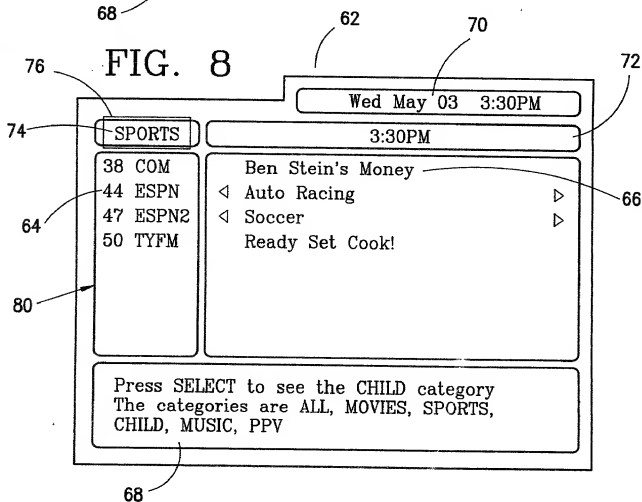 68
FIG. 8
62
70
72
76
Wed May 03 3:30PM
74
SPORTS
3:30PM
38 COM
Ben Stein's Money
44 ESPN
Auto Racing
66
64
47 ESPN2
Soccer
50 TYFM
Ready Set Cook!
80
Press SELECT to see the CHILD category
The categories are ALL, MOVIES, SPORTS,
CHILD, MUSIC, PPV
68